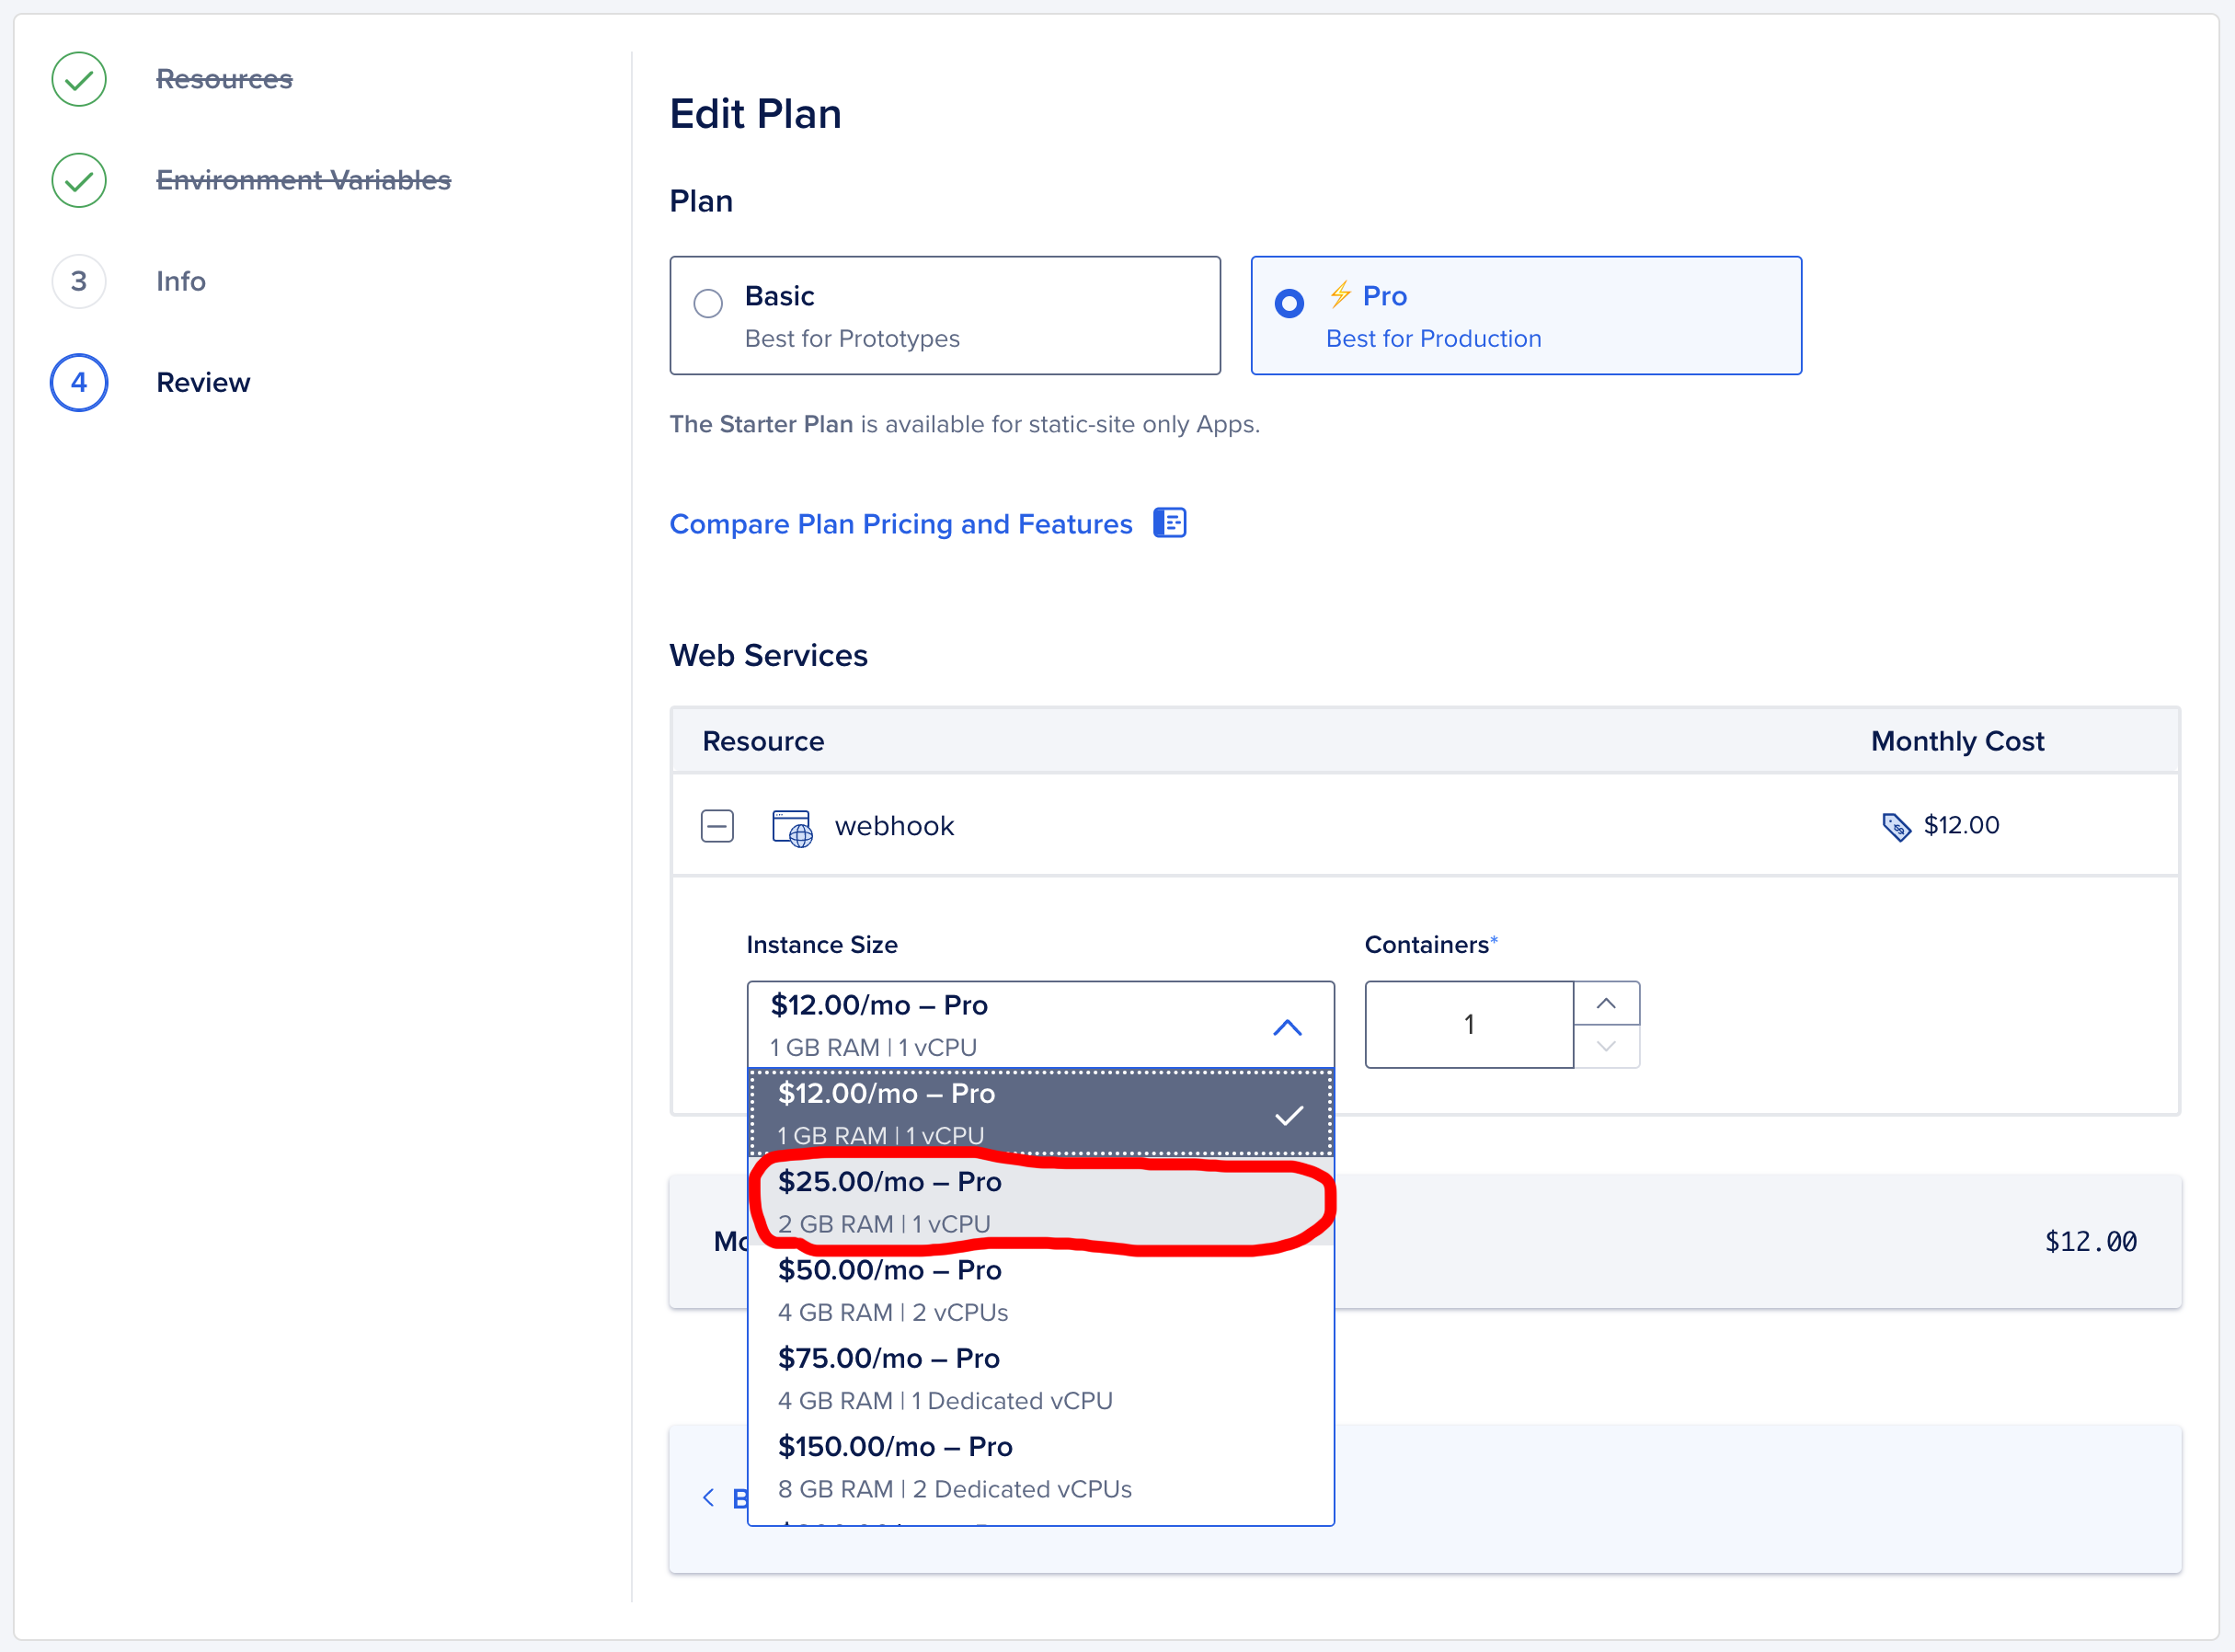 Resources
Environment Variables
3 Info
4 Review
Edit Plan
Plan
Basic
Best for Prototypes
Pro
Best for Production
The Starter Plan is available for static-site only Apps.
Compare Plan Pricing and Features
Web Services
Resource Monthly Cost
webhook $12.00
Instance Size Containers*
$12.00/mo – Pro
1 GB RAM | 1 vCPU
1
$12.00/mo – Pro
1 GB RAM | 1 vCPU
$25.00/mo – Pro
2 GB RAM | 1 vCPU
$12.00
$50.00/mo – Pro
4 GB RAM | 2 vCPUs
$75.00/mo – Pro
4 GB RAM | 1 Dedicated vCPU
$150.00/mo – Pro
8 GB RAM | 2 Dedicated vCPUs